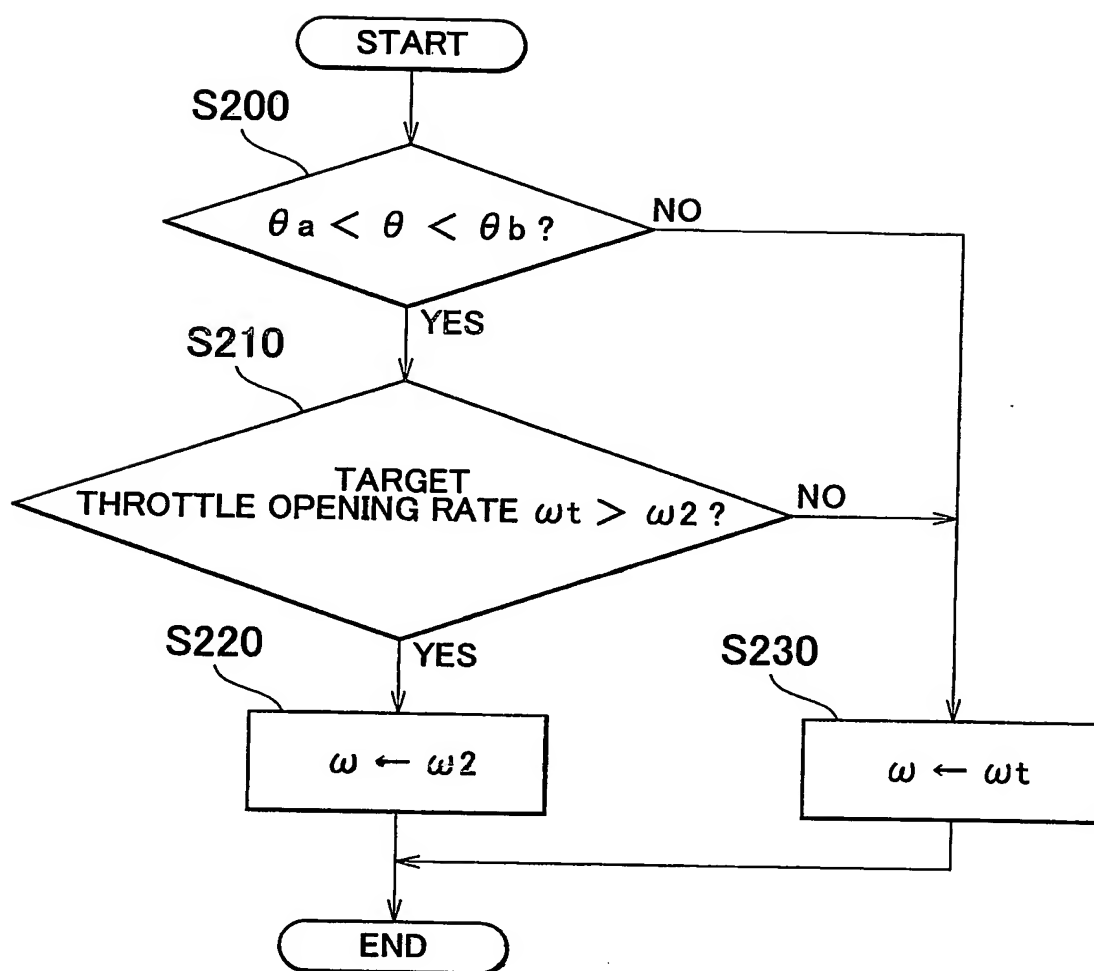 START
S200
θa < θ < θb?
NO
YES
S210
TARGET
THROTTLE OPENING RATE ωt > ω2?
NO
YES
S220
S230
ω ← ω2
ω ← ωt
END